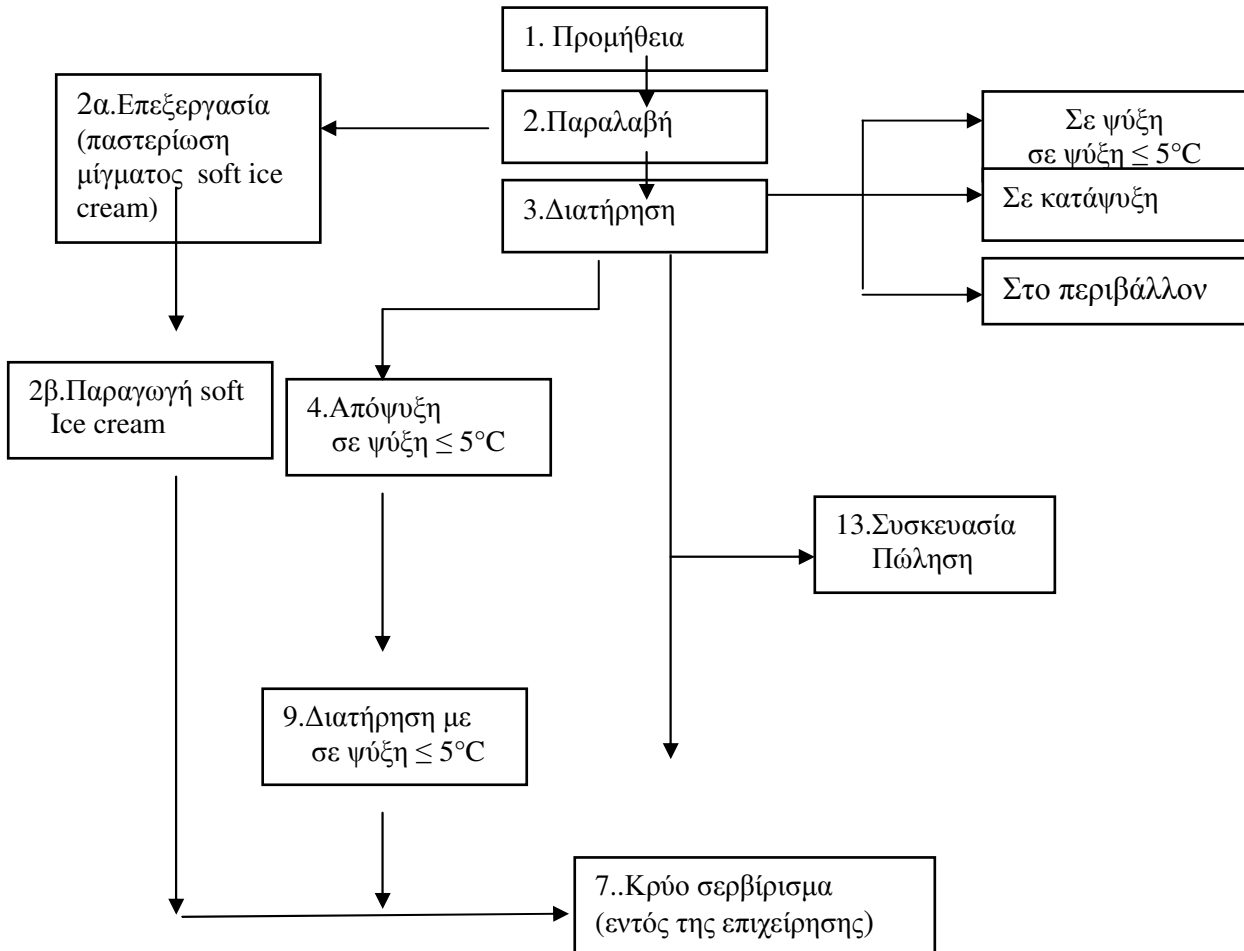 1. Προμήθεια
2α.Επεξεργασία
(παστερίωση
μίγματος soft ice
cream)
2.Παραλαβή
Σε ψύξη
σε ψύξη ≤ 5°C
3.Διατήρηση
Σε κατάψυξη
Στο περιβάλλον
2β.Παραγωγή soft
Ice cream
4.Απόψυξη
σε ψύξη ≤ 5°C
13.Συσκευασία
Πώληση
9.Διατήρηση με
σε ψύξη ≤ 5°C
7..Κρύο σερβίρισμα
(εντός της επιχείρησης)